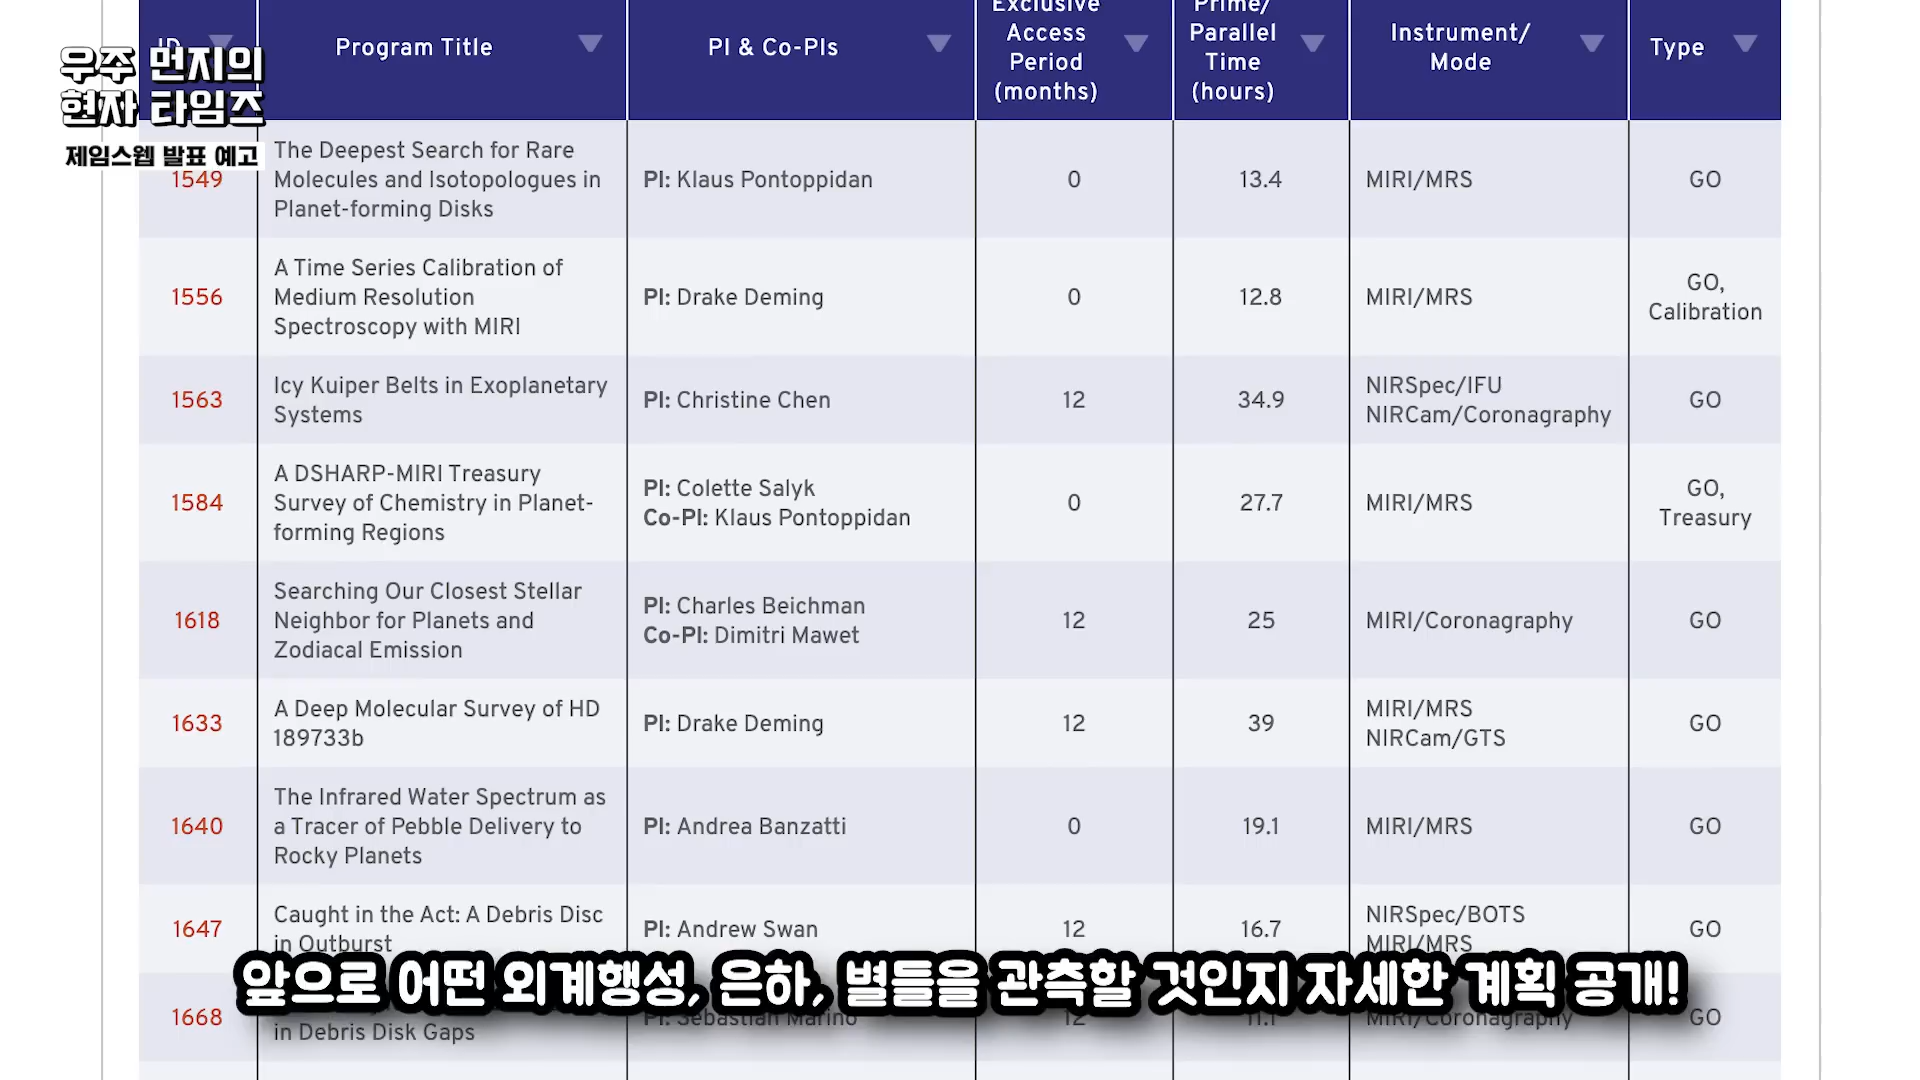 우주 먼지의
현자 타임즈
제임스웹 발표 예고
ID
Program Title
PI & Co-PIs
Exclusive
Access
Period
(months)
Prime/
Parallel
Time
(hours)
Instrument/
Mode
Type
1549
The Deepest Search for Rare
Molecules and Isotopologues in
Planet-forming Disks
PI: Klaus Pontoppidan
0
13.4
MIRI/MRS
GO
1556
A Time Series Calibration of
Medium Resolution
Spectroscopy with MIRI
PI: Drake Deming
0
12.8
MIRI/MRS
GO,
Calibration
1563
Icy Kuiper Belts in Exoplanetary
Systems
PI: Christine Chen
12
34.9
NIRSpec/IFU
NIRCam/Coronagraphy
GO
1584
A DSHARP-MIRI Treasury
Survey of Chemistry in Planet-
forming Regions
PI: Colette Salyk
Co-PI: Klaus Pontoppidan
0
27.7
MIRI/MRS
GO,
Treasury
1618
Searching Our Closest Stellar
Neighbor for Planets and
Zodiacal Emission
PI: Charles Beichman
Co-PI: Dimitri Mawet
12
25
MIRI/Coronagraphy
GO
1633
A Deep Molecular Survey of HD
189733b
PI: Drake Deming
12
39
MIRI/MRS
NIRCam/GTS
GO
1640
The Infrared Water Spectrum as
a Tracer of Pebble Delivery to
Rocky Planets
PI: Andrea Banzatti
0
19.1
MIRI/MRS
GO
1647
Caught in the Act: A Debris Disc
in Outburst
PI: Andrew Swan
12
16.7
NIRSpec/BOTS
MIRI/MRS
GO
앞으로 어떤 외계행성, 은하, 별들을 관측할 것인지 자세한 계획 공개!
1668
in Debris Disk Gaps
PI: Sebastian Marino
12
11.1
MIRI/Coronagraphy
GO